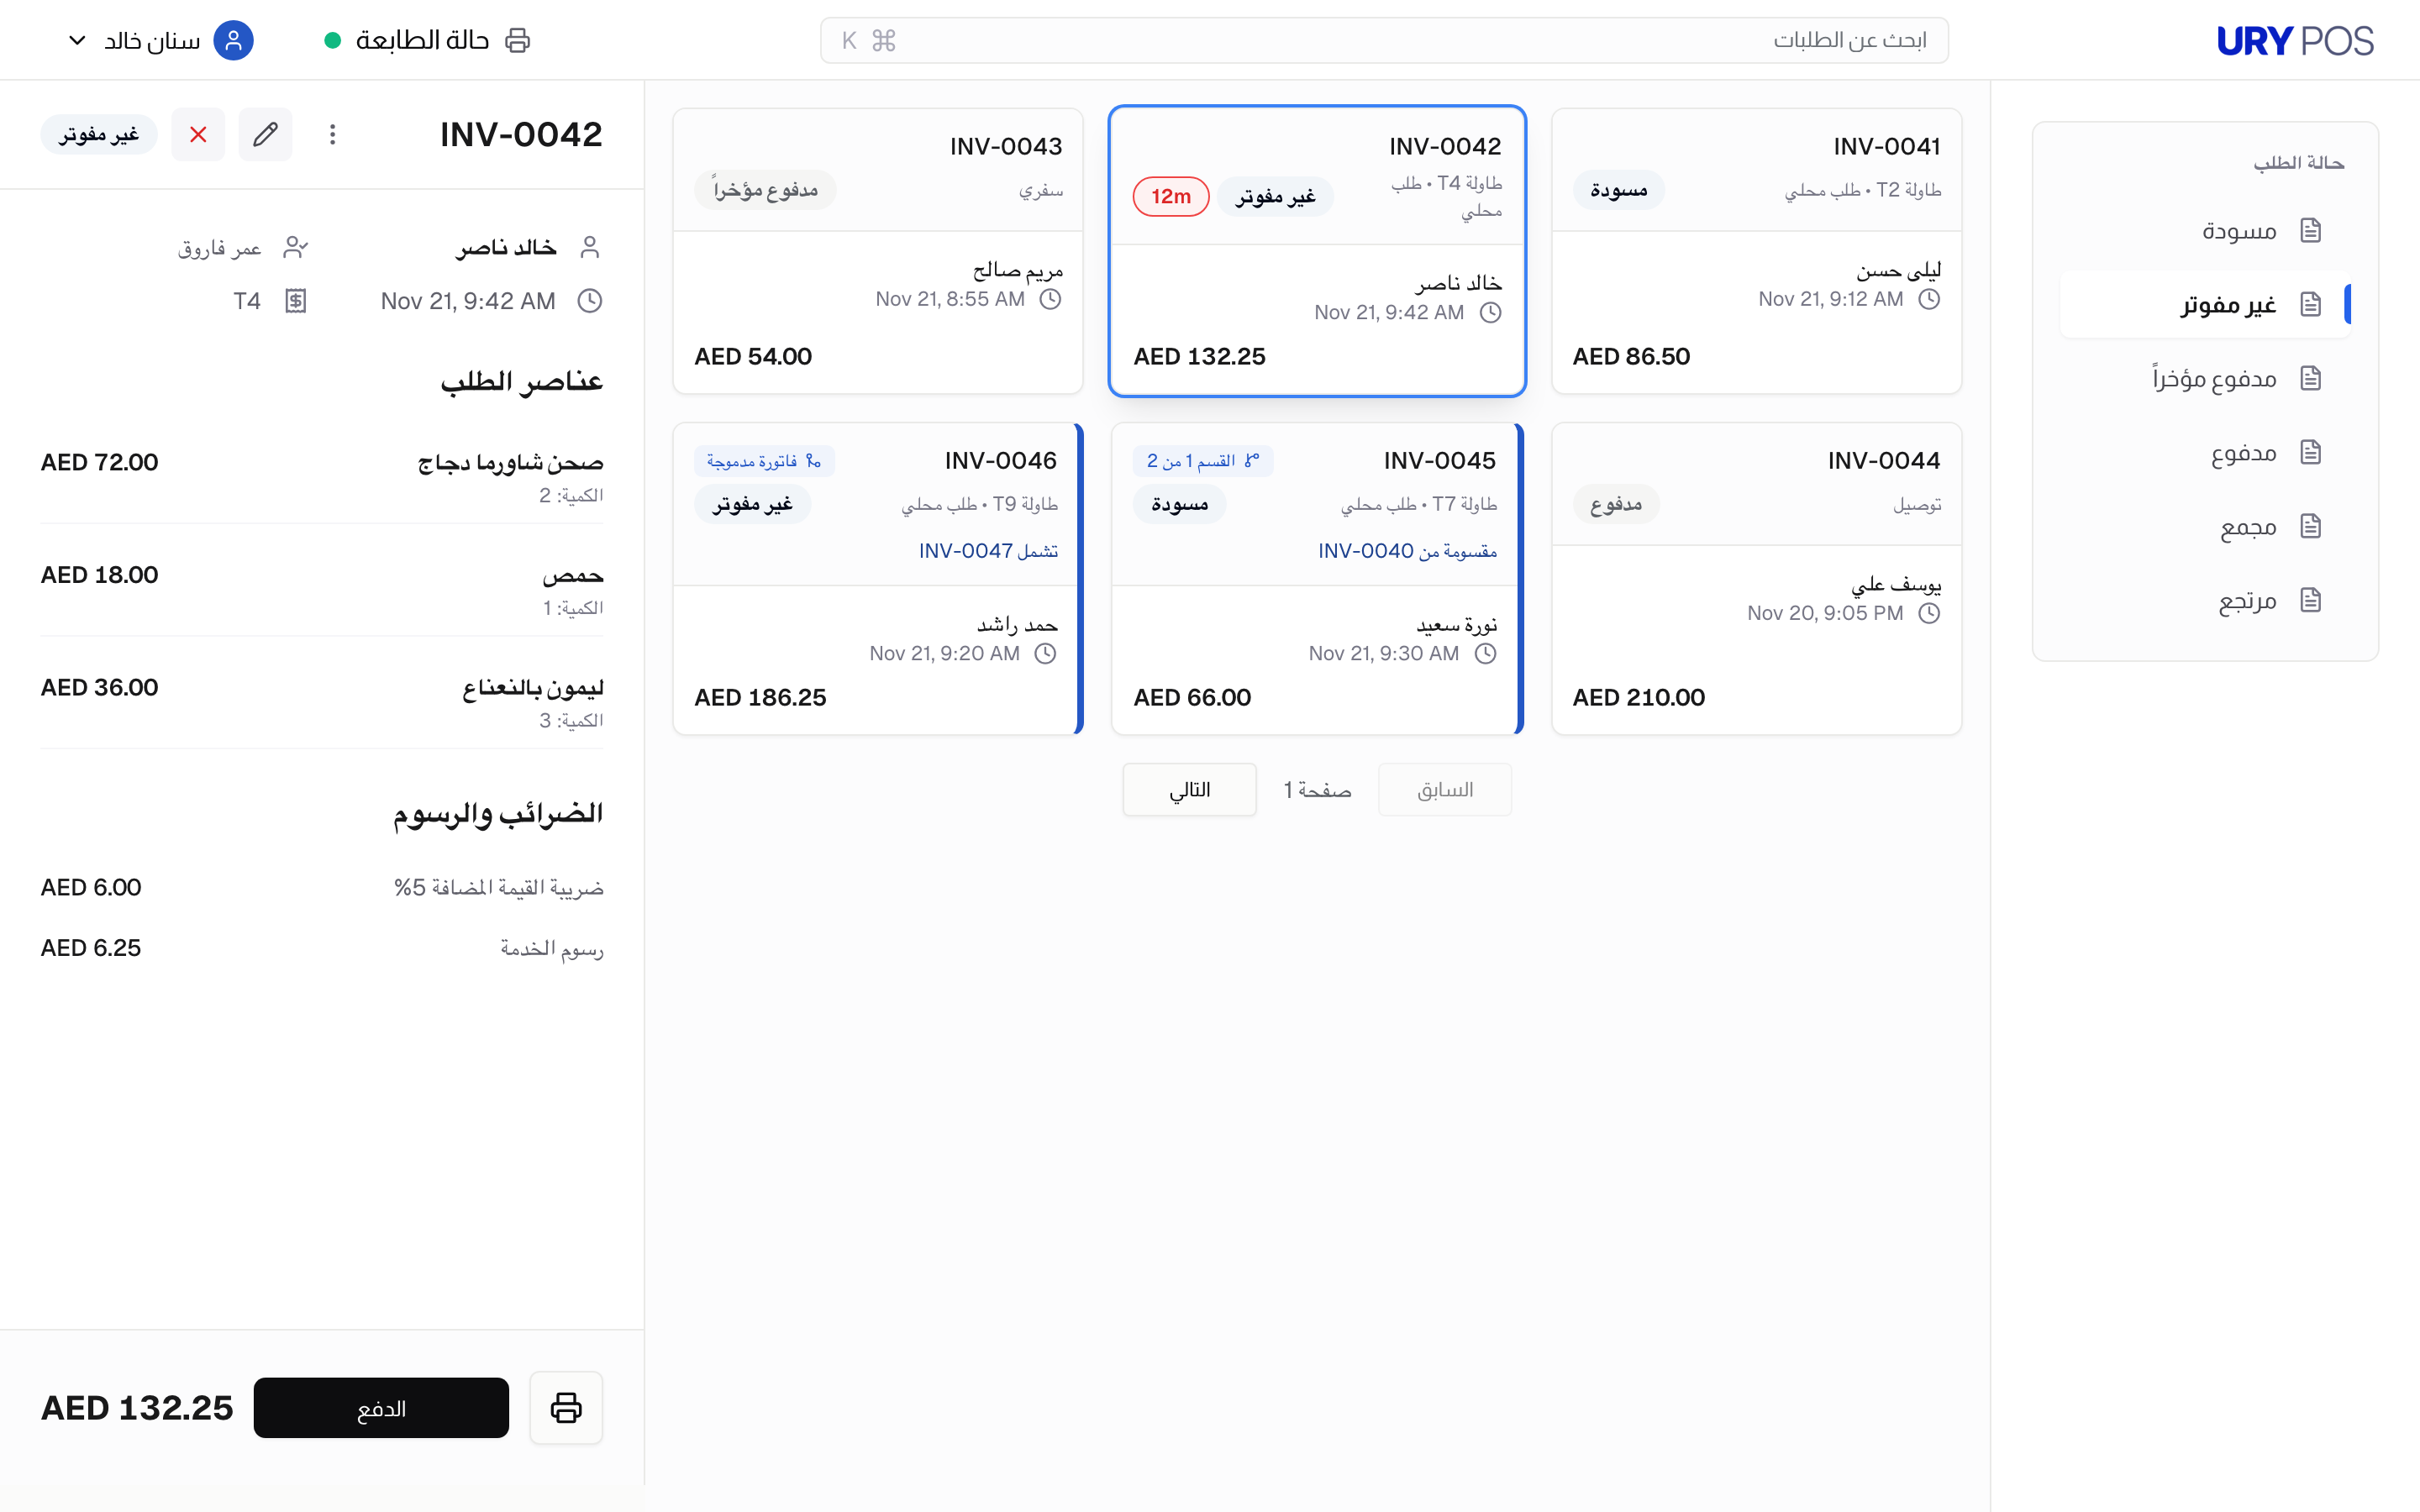 URY POS
ابحث عن الطلبات
⌘ K
حالة الطابعة
سنان خالد
حالة الطلب
مسودة
غير مفوتر
مدفوع مؤخراً
مدفوع
مجمع
مرتجع
INV-0041
طاولة T2 • طلب محلي
مسودة
ليلى حسن
Nov 21, 9:12 AM
AED 86.50
INV-0042
طاولة T4 • طلب
محلي
غير مفوتر
12m
خالد ناصر
Nov 21, 9:42 AM
AED 132.25
INV-0043
سفري
مدفوع مؤخراً
مريم صالح
Nov 21, 8:55 AM
AED 54.00
INV-0044
توصيل
مدفوع
يوسف علي
Nov 20, 9:05 PM
AED 210.00
INV-0045
القسم 1 من 2
طاولة T7 • طلب محلي
مسودة
مقسومة من INV-0040
نورة سعيد
Nov 21, 9:30 AM
AED 66.00
INV-0046
فاتورة مدموجة
طاولة T9 • طلب محلي
غير مفوتر
تشمل INV-0047
حمد راشد
Nov 21, 9:20 AM
AED 186.25
السابق
صفحة 1
التالي
INV-0042
غير مفوتر
خالد ناصر
عمر فاروق
Nov 21, 9:42 AM
T4
عناصر الطلب
صحن شاورما دجاج
AED 72.00
الكمية: 2
حمص
AED 18.00
الكمية: 1
ليمون بالنعناع
AED 36.00
الكمية: 3
الضرائب والرسوم
ضريبة القيمة المضافة 5%
AED 6.00
رسوم الخدمة
AED 6.25
الدفع
AED 132.25